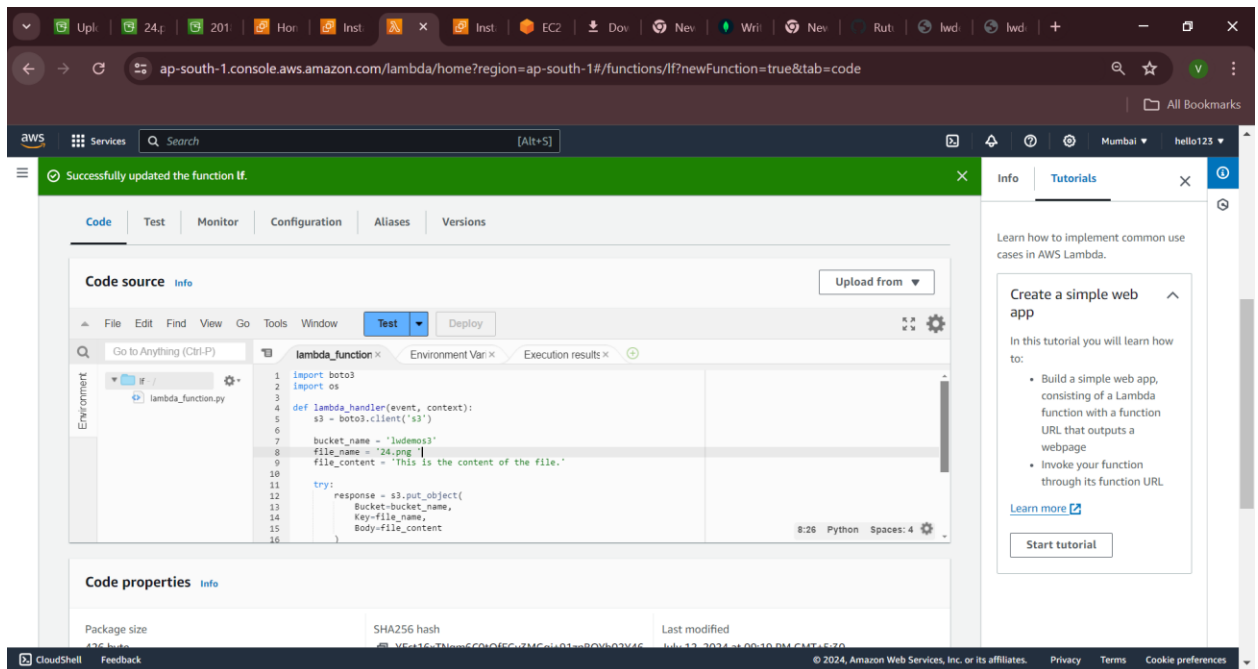 Uplc 24.p 201: Hon Inst Inst EC2 Dow New Writ New Ruti lwd lwd
ap-south-1.console.aws.amazon.com/lambda/home?region=ap-south-1#/functions/lf?newFunction=true&tab=code
V
All Bookmarks
aws Services Search [Alt+S] Mumbai hello123
Successfully updated the function lf.
Info Tutorials
Code Test Monitor Configuration Aliases Versions
Learn how to implement common use
cases in AWS Lambda.
Code source Info Upload from
Create a simple web
app
File Edit Find View Go Tools Window Test Deploy
In this tutorial you will learn how
to:
Go to Anything (Ctrl-P) lambda_function Environment Vari Execution results
Environment
lf - /
lambda_function.py
1 import boto3
2 import os
3
4 def lambda_handler(event, context):
5 s3 = boto3.client('s3')
6
7 bucket_name = 'lwdemos3'
8 file_name = '24.png '
9 file_content = 'This is the content of the file.'
10
11 try:
12 response = s3.put_object(
13 Bucket=bucket_name,
14 Key=file_name,
15 Body=file_content
16 )
8:26 Python Spaces: 4
• Build a simple web app,
consisting of a Lambda
function with a function
URL that outputs a
webpage
• Invoke your function
through its function URL
Learn more
Start tutorial
Code properties Info
Package size SHA256 hash Last modified
CloudShell Feedback © 2024, Amazon Web Services, Inc. or its affiliates. Privacy Terms Cookie preferences